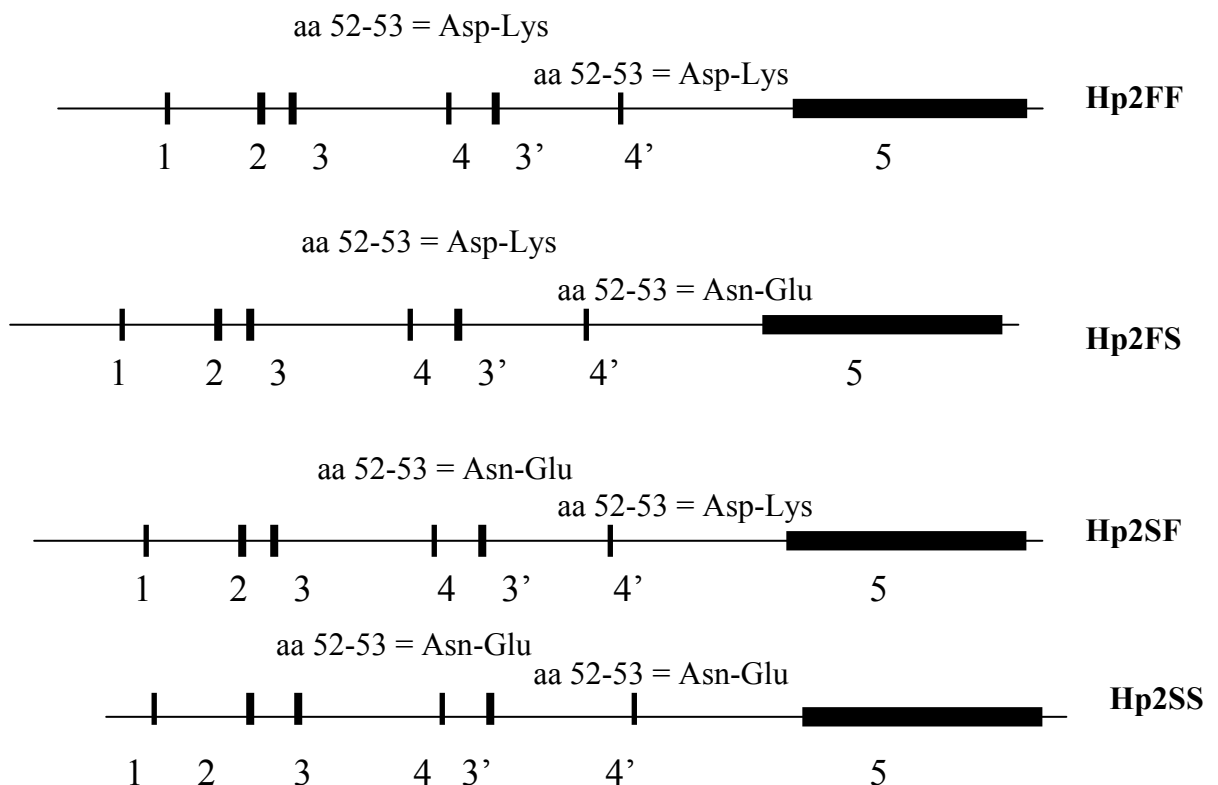 aa 52-53 = Asp-Lys
aa 52-53 = Asp-Lys
Hp2FF
1 2 3 4 3’ 4’ 5
aa 52-53 = Asp-Lys
aa 52-53 = Asn-Glu
Hp2FS
1 2 3 4 3’ 4’ 5
aa 52-53 = Asn-Glu
aa 52-53 = Asp-Lys
Hp2SF
1 2 3 4 3’ 4’ 5
aa 52-53 = Asn-Glu
aa 52-53 = Asn-Glu
Hp2SS
1 2 3 4 3’ 4’ 5